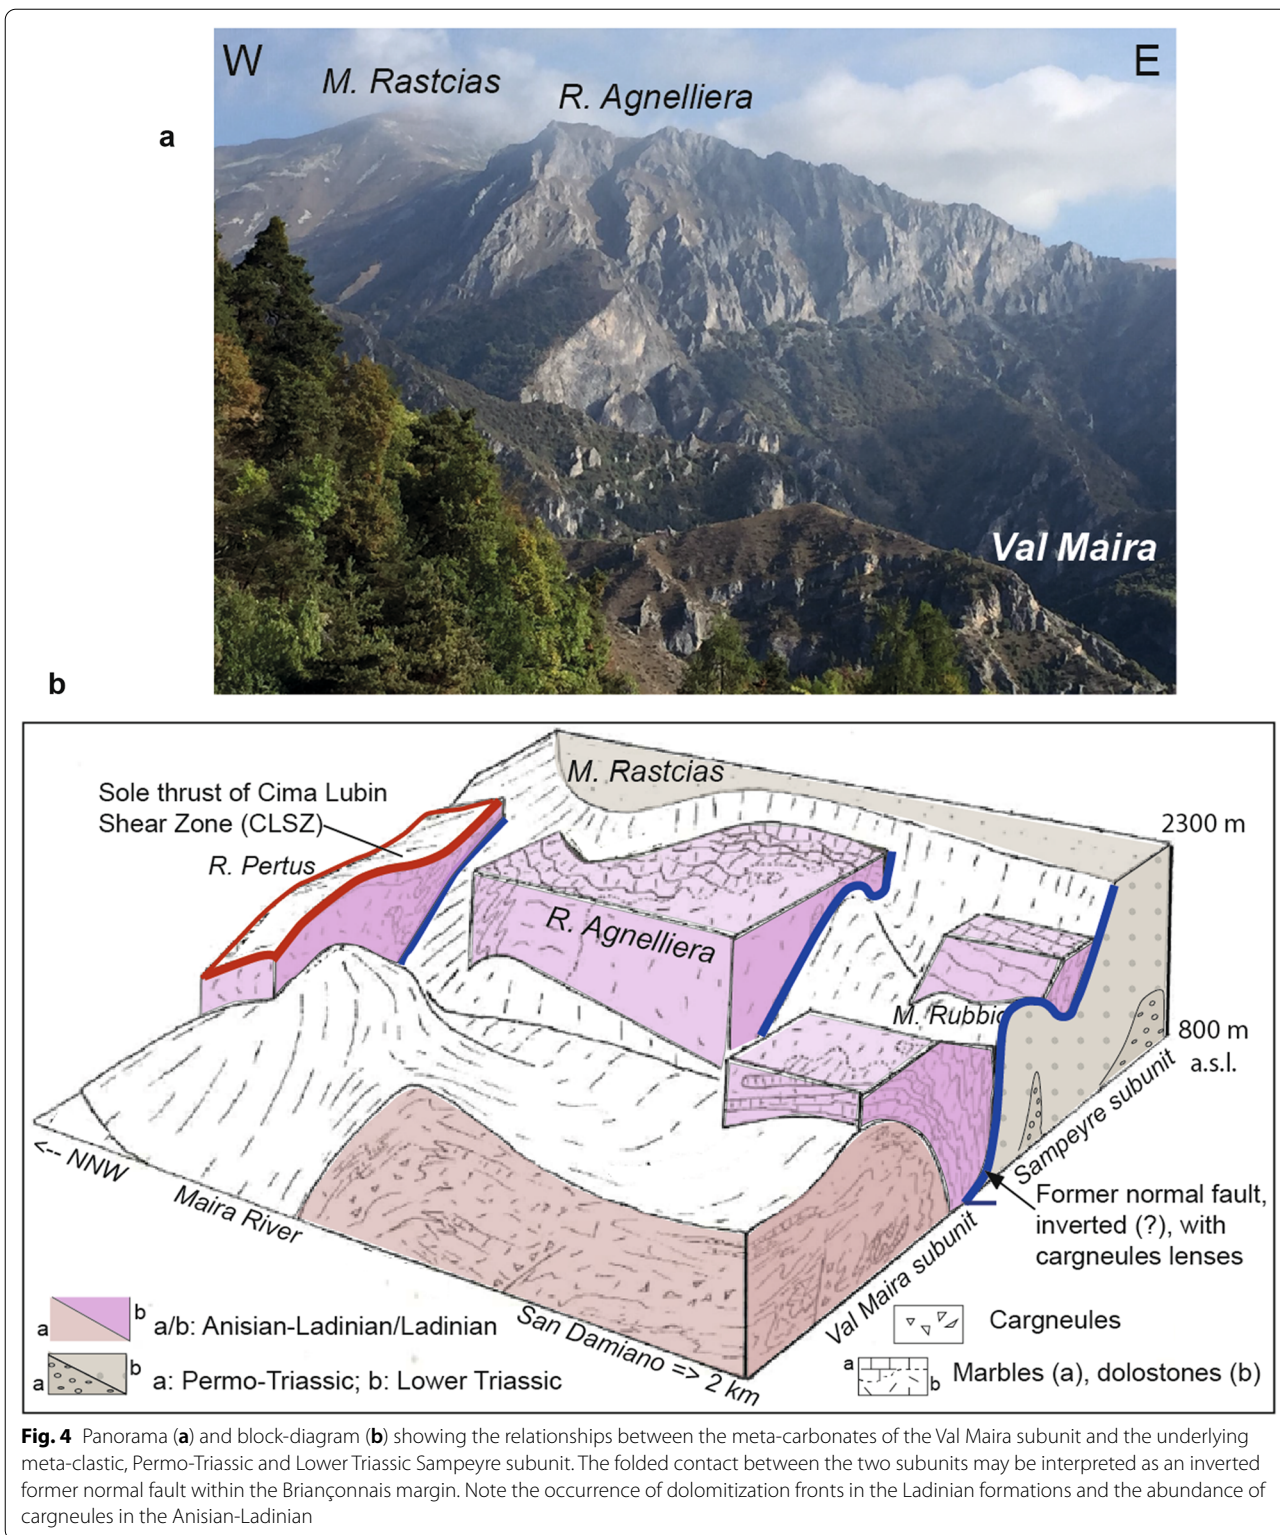 W
E
M. Rastcias
R. Agnelliera
a
Val Maira
b
M. Rastcias
Sole thrust of Cima Lubin
Shear Zone (CLSZ)
R. Pertus
2300 m
R. Agnelliera
M. Rubbio
800 m
a.s.l.
Sampeyre subunit
<-- NNW
Maira River
San Damiano => 2 km
Val Maira subunit
Former normal fault,
inverted (?), with
cargneules lenses
a b a/b: Anisian-Ladinian/Ladinian
a b a: Permo-Triassic; b: Lower Triassic
Cargneules
a b Marbles (a), dolostones (b)
Fig. 4 Panorama (a) and block-diagram (b) showing the relationships between the meta-carbonates of the Val Maira subunit and the underlying
meta-clastic, Permo-Triassic and Lower Triassic Sampeyre subunit. The folded contact between the two subunits may be interpreted as an inverted
former normal fault within the Briançonnais margin. Note the occurrence of dolomitization fronts in the Ladinian formations and the abundance of
cargneules in the Anisian-Ladinian